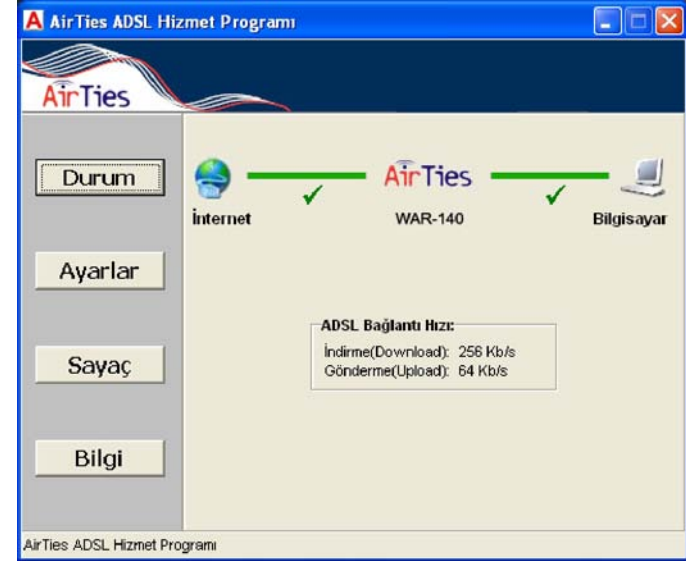 AirTies ADSL Hizmet Programı
AirTies
Durum
Ayarlar
Sayaç
Bilgi
AirTies
İnternet
WAR-140
Bilgisayar
ADSL Bağlantı Hızı:
İndirme(Download): 256 Kb/s
Gönderme(Upload): 64 Kb/s
AirTies ADSL Hizmet Programı